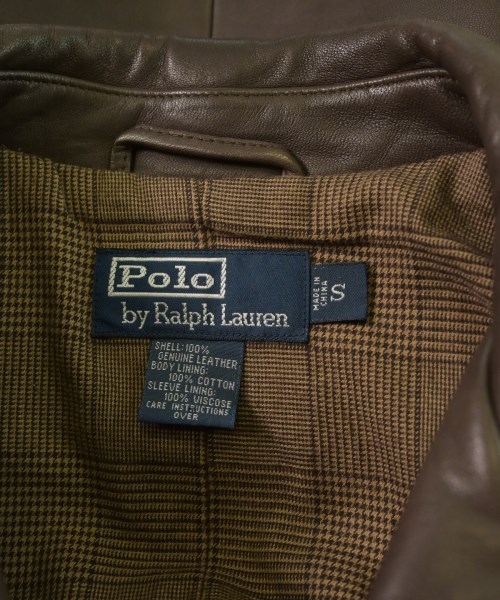 Polo
by Ralph Lauren
MADE IN
CHINA
S
SHELL: 100%
GENUINE LEATHER
BODY LINING:
100% COTTON
SLEEVE LINING:
100% VISCOSE
CARE INSTRUCTIONS
OVER